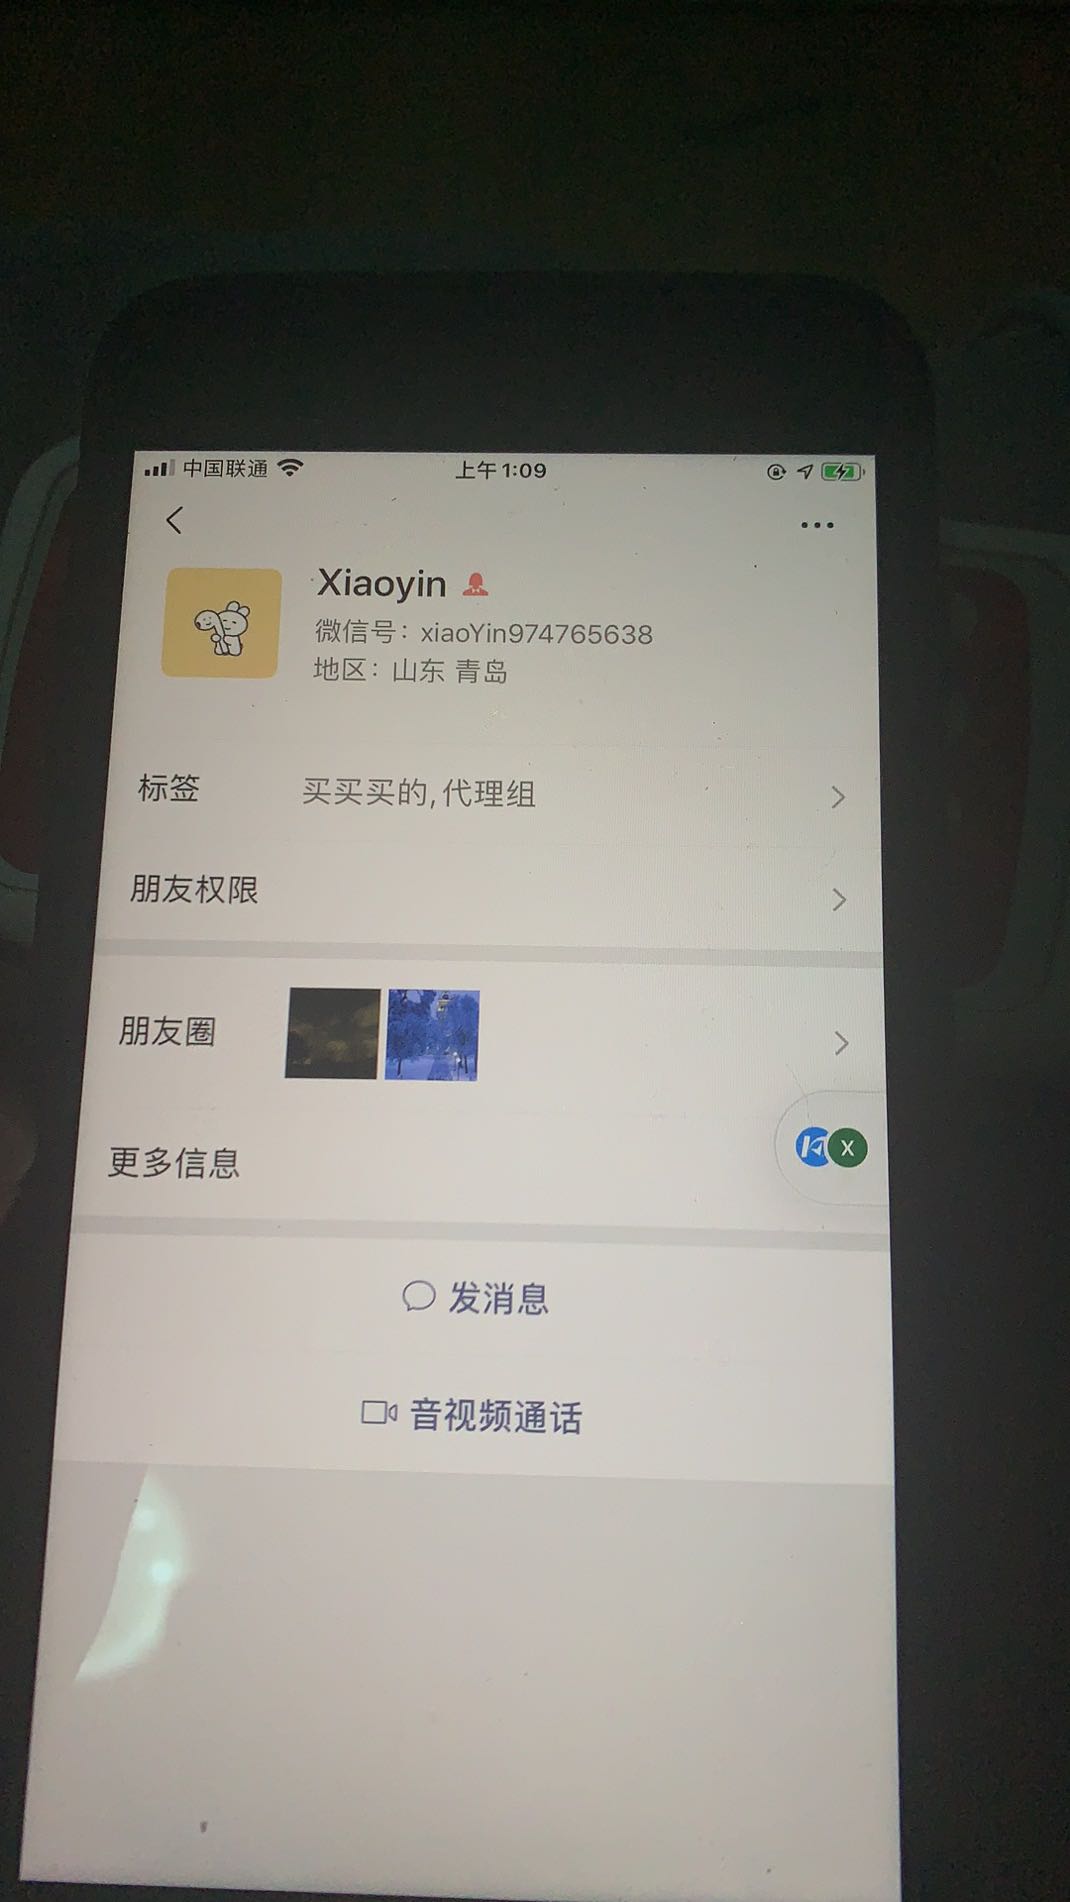 中国联通
上午1:09
Xiaoyin
微信号：xiaoYin974765638
地区：山东 青岛
标签 买买买的,代理组
朋友权限
朋友圈
更多信息
X
发消息
音视频通话